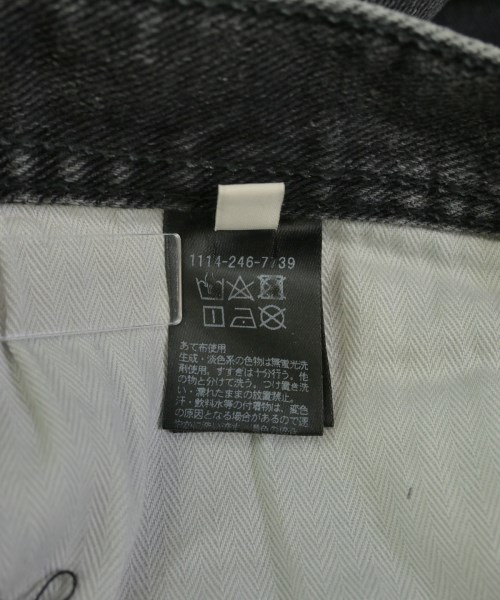 1114-246-7739
あて布使用
生成・淡色系の色物は無蛍光洗
剤使用。すすぎは十分行う。他
の物と分けて洗う。つけ置き洗
い・濡れたままの放置禁止。
汗・飲料水等の付着物は、変色
の原因となる場合があるので速